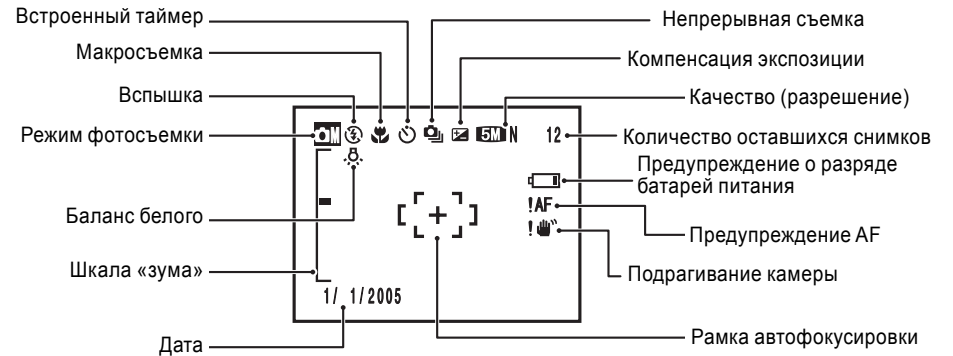 Встроенный таймер
Непрерывная съемка
Макросъемка
Компенсация экспозиции
Вспышка
Качество (разрешение)
Режим фотосъемки
M
5M N
12
Количество оставшихся снимков
Предупреждение о разряде
батарей питания
!AF
!
Баланс белого
Предупреждение AF
Шкала «зума»
Подрагивание камеры
1/ 1/2005
Дата
Рамка автофокусировки